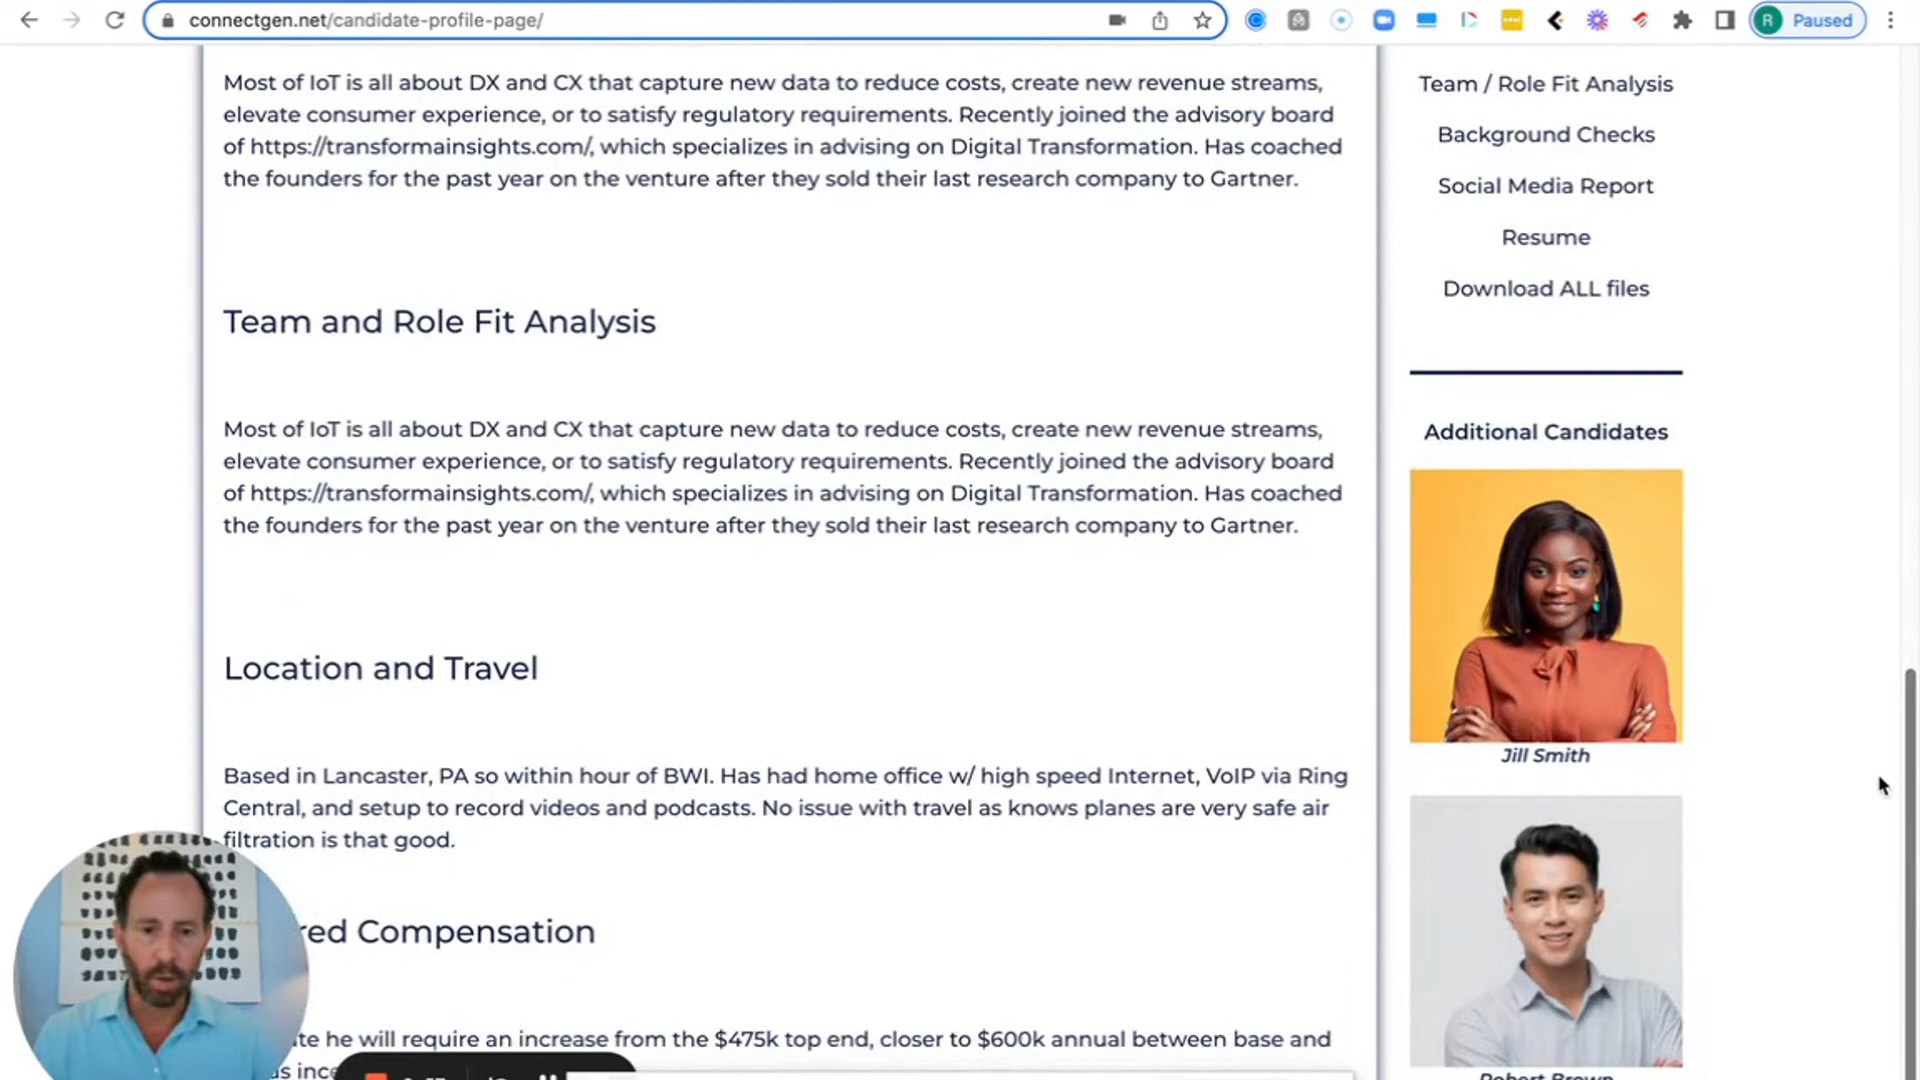 connectgen.net/candidate-profile-page/
R Paused
Most of IoT is all about DX and CX that capture new data to reduce costs, create new revenue streams,
elevate consumer experience, or to satisfy regulatory requirements. Recently joined the advisory board
of https://transformainsights.com/, which specializes in advising on Digital Transformation. Has coached
the founders for the past year on the venture after they sold their last research company to Gartner.
Team and Role Fit Analysis
Most of IoT is all about DX and CX that capture new data to reduce costs, create new revenue streams,
elevate consumer experience, or to satisfy regulatory requirements. Recently joined the advisory board
of https://transformainsights.com/, which specializes in advising on Digital Transformation. Has coached
the founders for the past year on the venture after they sold their last research company to Gartner.
Location and Travel
Based in Lancaster, PA so within hour of BWI. Has had home office w/ high speed Internet, VoIP via Ring
Central, and setup to record videos and podcasts. No issue with travel as knows planes are very safe air
filtration is that good.
red Compensation
te he will require an increase from the $475k top end, closer to $600k annual between base and
Team / Role Fit Analysis
Background Checks
Social Media Report
Resume
Download ALL files
Additional Candidates
Jill Smith
Robert Brown